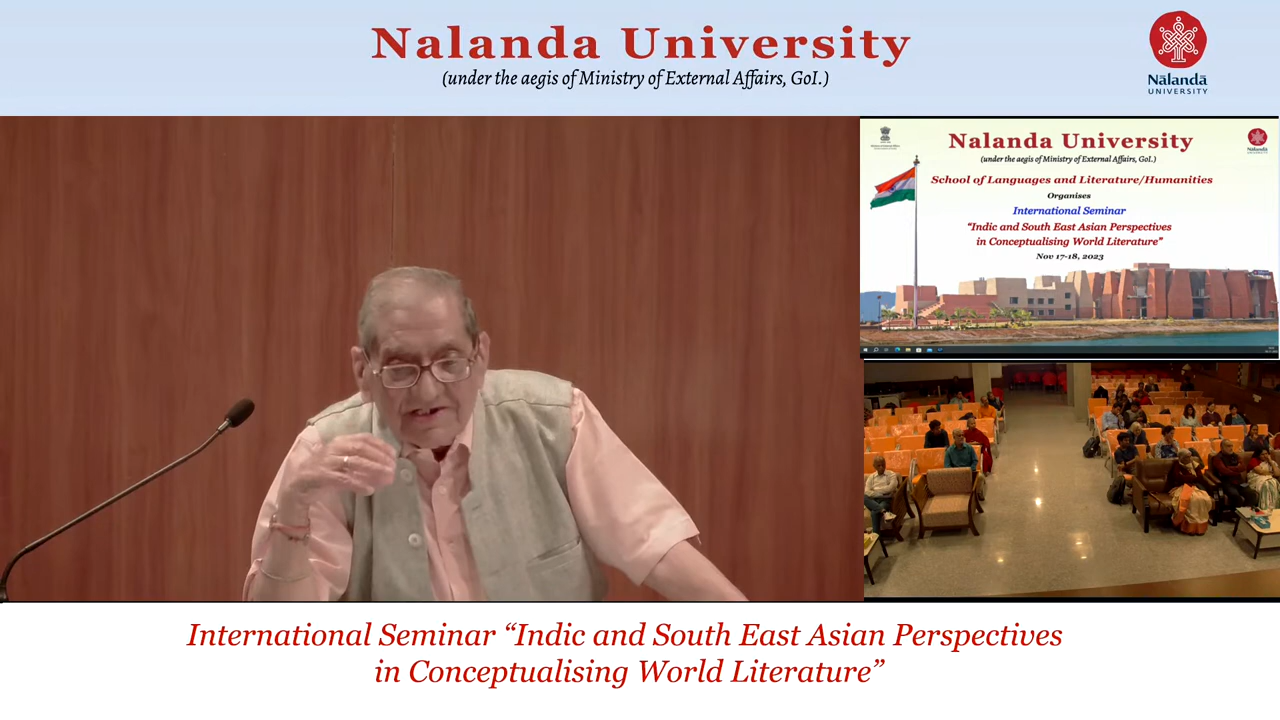 Nalanda University
(under the aegis of Ministry of External Affairs, GoI.)
Nālandā
UNIVERSITY
Nalanda University
(under the aegis of Ministry of External Affairs, GoI.)
School of Languages and Literature/Humanities
Organises
International Seminar
“Indic and South East Asian Perspectives
in Conceptualising World Literature”
Nov 17-18, 2023
International Seminar “Indic and South East Asian Perspectives
in Conceptualising World Literature”